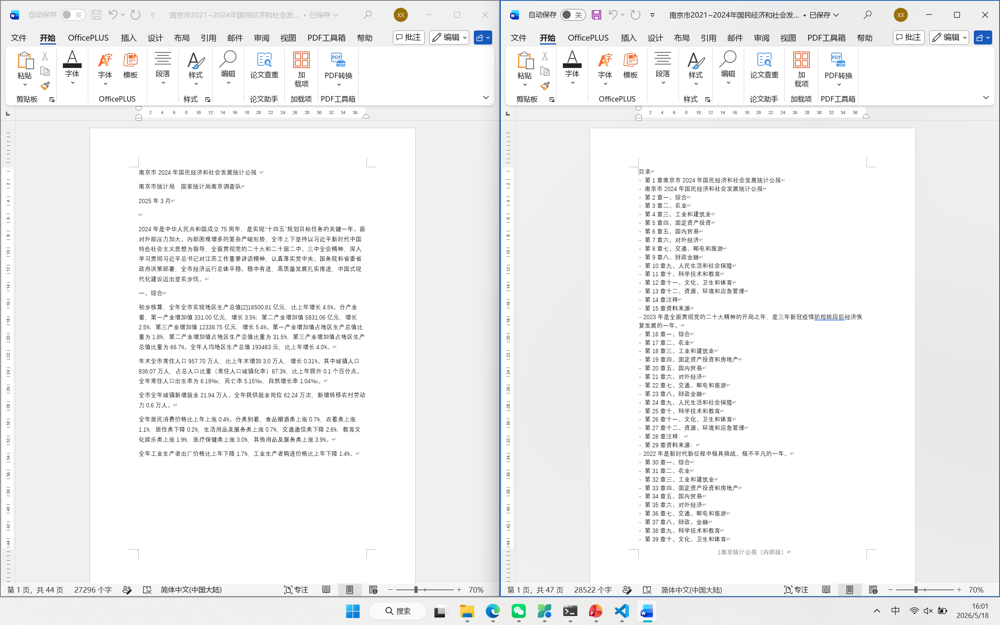 自动保存 关 南京市2021~2024年国民经济和社会发... • 已保存 XX
文件 开始 OfficePLUS 插入 设计 布局 引用 邮件 审阅 视图 PDF工具箱 帮助 批注 编辑
粘贴 字体 字体 模板 段落 样式 编辑 论文查重 加载项 PDF转换
剪贴板 OfficePLUS 样式 论文助手 加载项 PDF工具箱
2 4 6 8 10 12 14 16 18 20 22 24 26 28 30 32 34 36
南京市 2024 年国民经济和社会发展统计公报
南京市统计局　国家统计局南京调查队
2025 年 3 月
2024 年是中华人民共和国成立 75 周年，是实现“十四五”规划目标任务的关键一年。面
对外部压力加大、内部困难增多的复杂严峻形势，全市上下坚持以习近平新时代中国
特色社会主义思想为指导，全面贯彻党的二十大和二十届二中、三中全会精神，深入
学习贯彻习近平总书记对江苏工作重要讲话精神，认真落实党中央、国务院和省委省
政府决策部署，全市经济运行总体平稳、稳中有进，高质量发展扎实推进，中国式现
代化建设迈出坚实步伐。
一、综合
初步核算，全年全市实现地区生产总值[2]18500.81 亿元，比上年增长 4.5%。分产业
看，第一产业增加值 331.00 亿元，增长 3.5%；第二产业增加值 5831.06 亿元，增长
2.5%；第三产业增加值 12338.75 亿元，增长 5.4%。第一产业增加值占地区生产总值比
重为 1.8%，第二产业增加值占地区生产总值比重为 31.5%，第三产业增加值占地区生产
总值比重为 66.7%。全年人均地区生产总值 193483 元，比上年增长 4.0%。
年末全市常住人口 957.70 万人，比上年末增加 3.0 万人，增长 0.31%。其中城镇人口
836.07 万人，占总人口比重（常住人口城镇化率）87.3%，比上年提升 0.1 个百分点。
全年常住人口出生率为 6.19‰，死亡率 5.15‰，自然增长率 1.04‰。
全市全年城镇新增就业 21.94 万人。全年提供就业岗位 62.24 万次，新增转移农村劳动
力 0.6 万人。
全年居民消费价格比上年上涨 0.4%。分类别看，食品烟酒类上涨 0.7%，衣着类上涨
1.1%，居住类下降 0.2%，生活用品及服务类上涨 0.7%，交通通信类下降 2.6%，教育文
化娱乐类上涨 1.9%，医疗保健类上涨 3.0%，其他用品及服务类上涨 3.9%。
全年工业生产者出厂价格比上年下降 1.7%，工业生产者购进价格比上年下降 1.4%。
2 4 6 8 10 12 14 16 18 20 22 24 26 28 30 32 34 36 38 40 42 44
第 1 页，共 44 页 27296 个字 简体中文(中国大陆) 专注 70%
自动保存 关 南京市2021~2024年国民经济和社会发... • 已保存 XX
文件 开始 OfficePLUS 插入 设计 布局 引用 邮件 审阅 视图 PDF工具箱 帮助 批注 编辑
粘贴 字体 字体 模板 段落 样式 编辑 论文查重 加载项 PDF转换
剪贴板 OfficePLUS 样式 论文助手 加载项 PDF工具箱
2 4 6 8 10 12 14 16 18 20 22 24 26 28 30 32 34 36
目录
- 第 1 章南京市 2024 年国民经济和社会发展统计公报
- 南京市 2024 年国民经济和社会发展统计公报
- 第 2 章一、综合
- 第 3 章二、农业
- 第 4 章三、工业和建筑业
- 第 5 章四、固定资产投资
- 第 6 章五、国内贸易
- 第 7 章六、对外经济
- 第 8 章七、交通、邮电和旅游
- 第 9 章八、财政金融
- 第 10 章九、人民生活和社会保障
- 第 11 章十、科学技术和教育
- 第 12 章十一、文化、卫生和体育
- 第 13 章十二、资源、环境和应急管理
- 第 14 章注释
- 第 15 章资料来源
- 2023 年是全面贯彻党的二十大精神的开局之年，是三年新冠疫情防控转段后经济恢
复发展的一年。
- 第 16 章一、综合
- 第 17 章二、农业
- 第 18 章三、工业和建筑业
- 第 19 章四、固定资产投资和房地产
- 第 20 章五、国内贸易
- 第 21 章六、对外经济
- 第 22 章七、交通、邮电和旅游
- 第 23 章八、财政金融
- 第 24 章九、人民生活和社会保障
- 第 25 章十、科学技术和教育
- 第 26 章十一、文化、卫生和体育
- 第 27 章十二、资源、环境和应急管理
- 第 28 章注释：
- 第 29 章资料来源：
- 2022 年是新时代新征程中极具挑战、极不平凡的一年。
- 第 30 章一、综合
- 第 31 章二、农业
- 第 32 章三、工业和建筑业
- 第 33 章四、固定资产投资和房地产
- 第 34 章五、国内贸易
- 第 35 章六、对外经济
- 第 36 章七、交通、邮电和旅游
- 第 37 章八、财政、金融
- 第 38 章九、科学技术和教育
- 第 39 章十、文化、卫生和体育
1南京统计公报（内部版）
2 4 6 8 10 12 14 16 18 20 22 24 26 28 30 32 34 36 38 40 42 44
第 1 页，共 47 页 28522 个字 简体中文(中国大陆) 专注 70%
搜索 中 16:01
2026/5/18